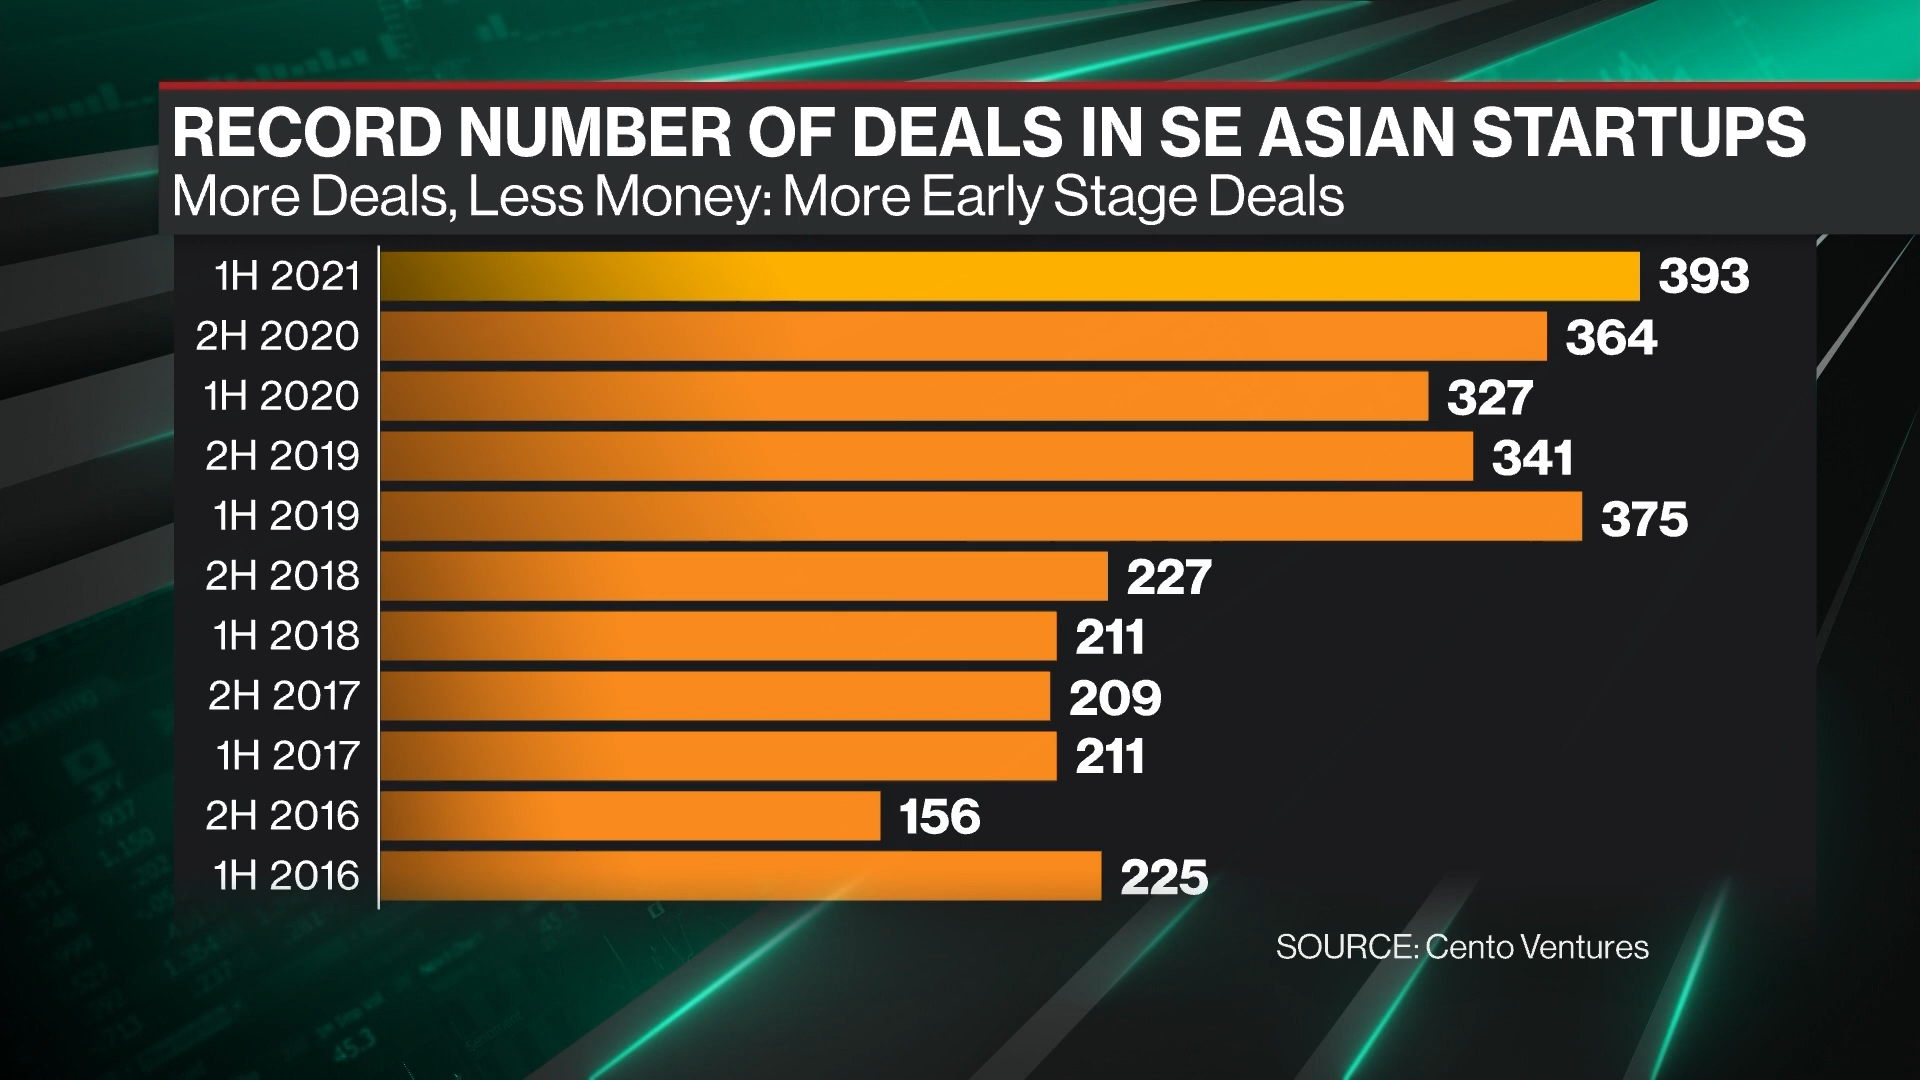 RECORD NUMBER OF DEALS IN SE ASIAN STARTUPS
More Deals, Less Money: More Early Stage Deals
1H 2021 393
2H 2020 364
1H 2020 327
2H 2019 341
1H 2019 375
2H 2018 227
1H 2018 211
2H 2017 209
1H 2017 211
2H 2016 156
1H 2016 225
SOURCE: Cento Ventures
45.3